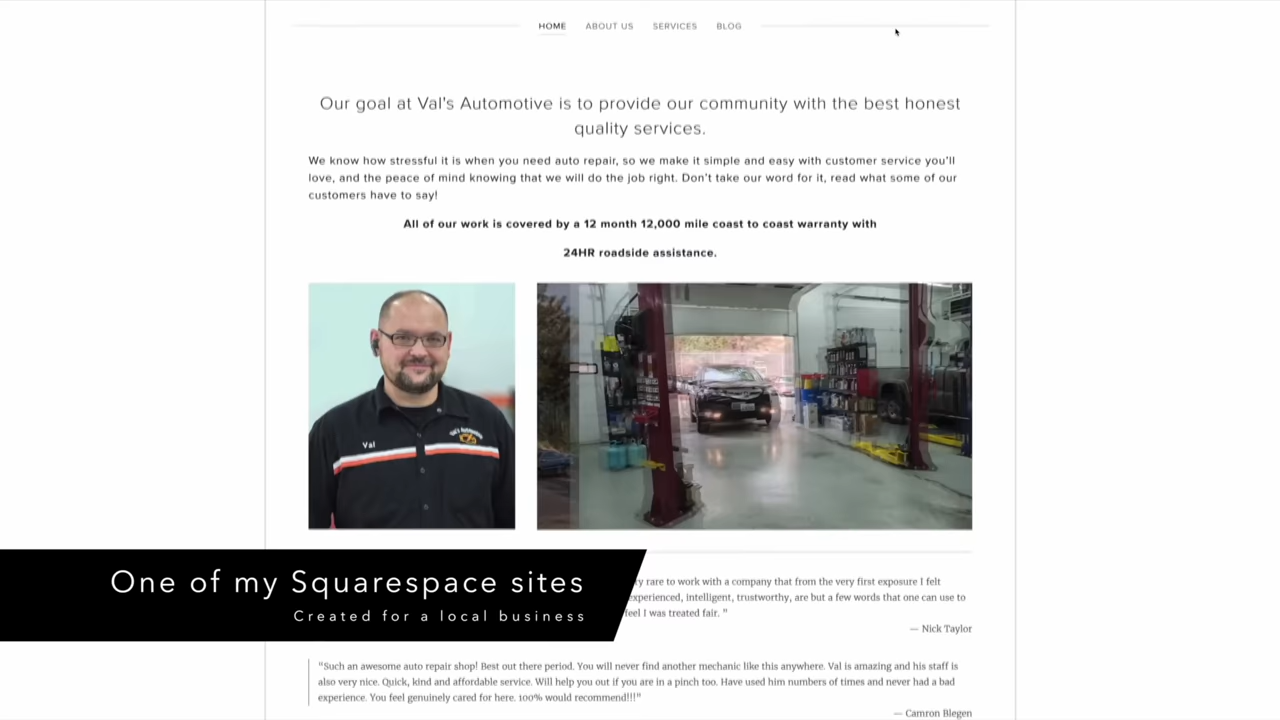 HOME ABOUT US SERVICES BLOG
Our goal at Val's Automotive is to provide our community with the best honest
quality services.
We know how stressful it is when you need auto repair, so we make it simple and easy with customer service you'll
love, and the peace of mind knowing that we will do the job right. Don't take our word for it, read what some of our
customers have to say!
All of our work is covered by a 12 month 12,000 mile coast to coast warranty with
24HR roadside assistance.
Val
Val's Automotive
One of my Squarespace sites
Created for a local business
rare to work with a company that from the very first exposure I felt
experienced, intelligent, trustworthy, are but a few words that one can use to
feel I was treated fair. "
— Nick Taylor
"Such an awesome auto repair shop! Best out there period. You will never find another mechanic like this anywhere. Val is amazing and his staff is
also very nice. Quick, kind and affordable service. Will help you out if you are in a pinch too. Have used him numbers of times and never had a bad
experience. You feel genuinely cared for here. 100% would recommend!!!"
— Camron Blegen